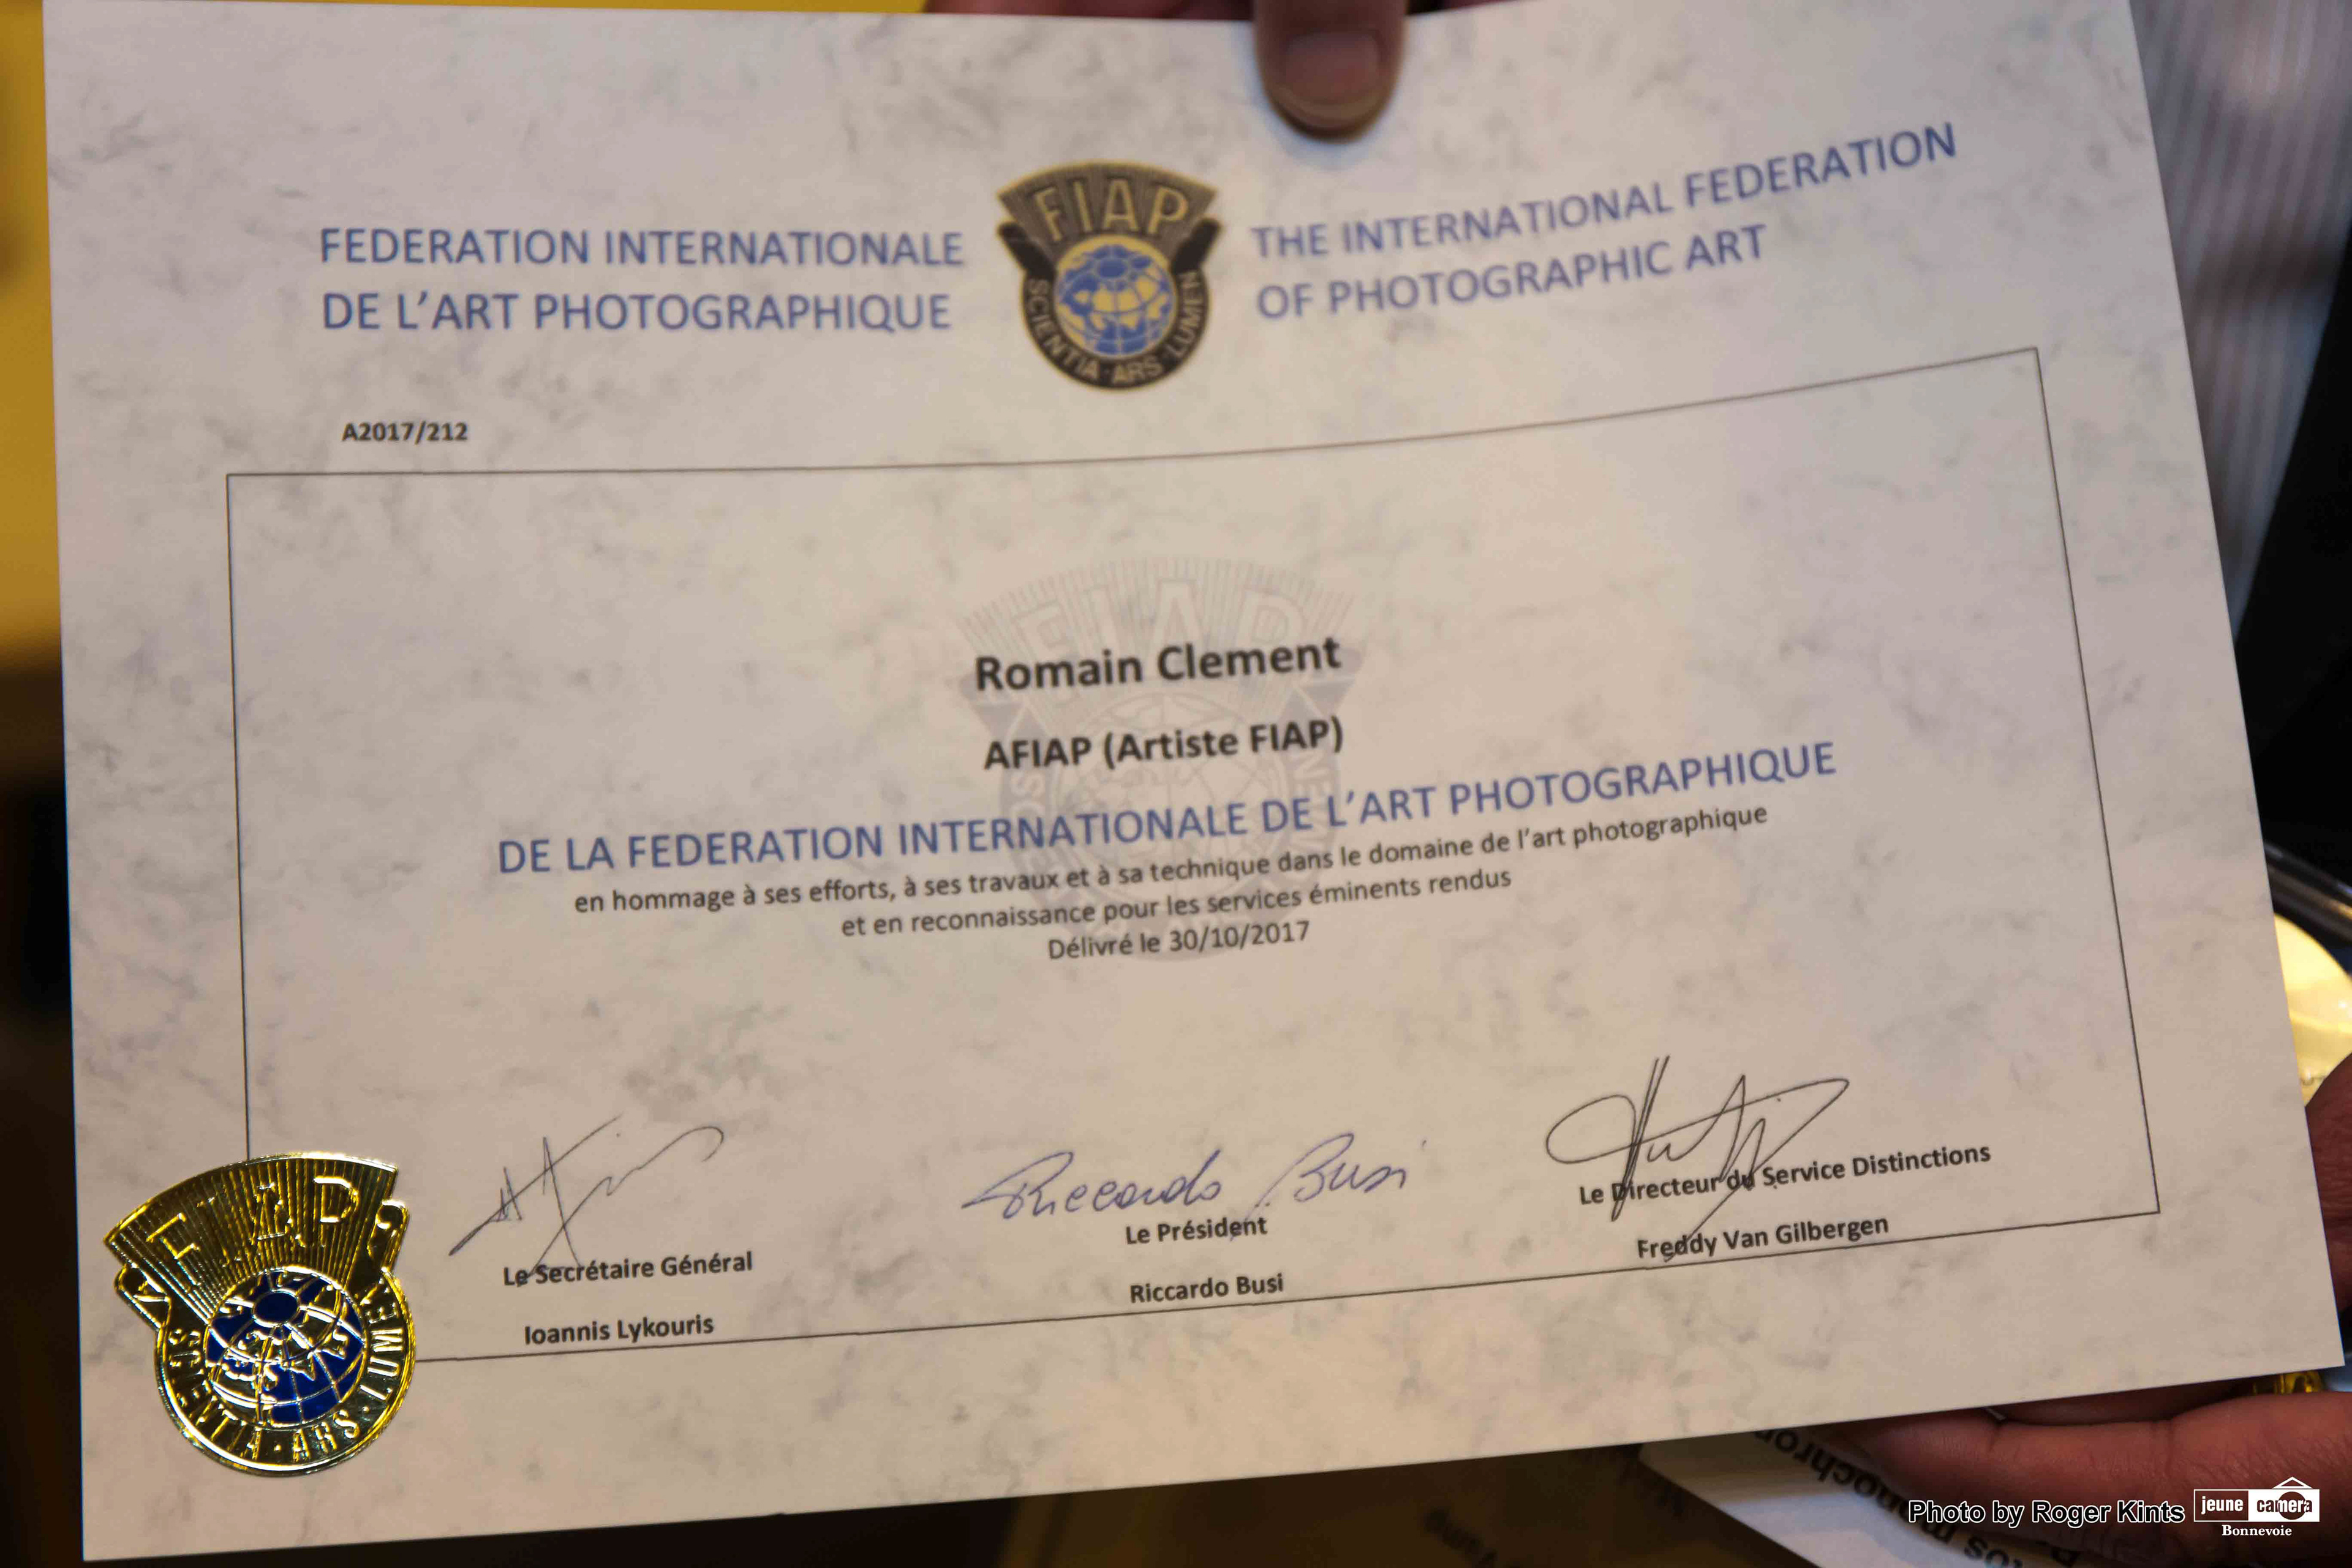 FEDERATION INTERNATIONALE
DE L'ART PHOTOGRAPHIQUE
FIAP
SCIENTIA · ARS · LUMEN
THE INTERNATIONAL FEDERATION
OF PHOTOGRAPHIC ART
A2017/212
Romain Clement
AFIAP (Artiste FIAP)
DE LA FEDERATION INTERNATIONALE DE L'ART PHOTOGRAPHIQUE
en hommage à ses efforts, à ses travaux et à sa technique dans le domaine de l'art photographique
et en reconnaissance pour les services éminents rendus
Délivré le 30/10/2017
Riccardo Busi
Le Secrétaire Général
Ioannis Lykouris
Le Président
Riccardo Busi
Le Directeur du Service Distinctions
Freddy Van Gilbergen
FIAP
SCIENTIA · ARS · LUMEN
Photo by Roger Kints
jeune camera
Bonnevoie